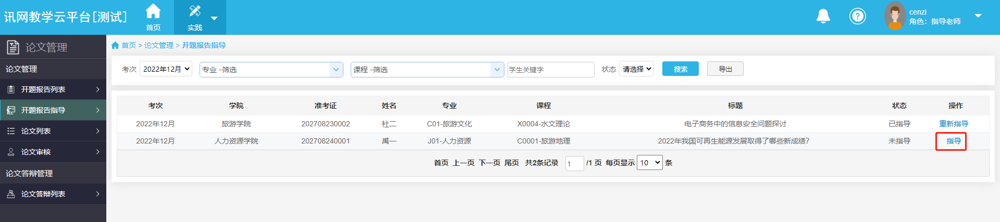 讯网教学云平台[测试]
首页
实践
cenzi
角色：指导老师
论文管理
论文管理
开题报告列表
开题报告指导
论文列表
论文审核
论文答辩管理
论文答辩列表
首页 > 论文管理 > 开题报告指导
考次 2022年12月 专业 -筛选 课程 -筛选 学生关键字 状态 请选择 搜索 导出
考次 学院 准考证 姓名 专业 课程 标题 状态 操作
2022年12月 旅游学院 202708230002 杜二 C01-旅游文化 X0004-水文理论 电子商务中的信息安全问题探讨 已指导 重新指导
2022年12月 人力资源学院 202708240001 禹一 J01-人力资源 C0001-旅游地理 2022年我国可再生能源发展取得了哪些新成绩? 未指导 指导
首页 上一页 下一页 尾页 共2条记录 1 /1 页 每页显示 10 条